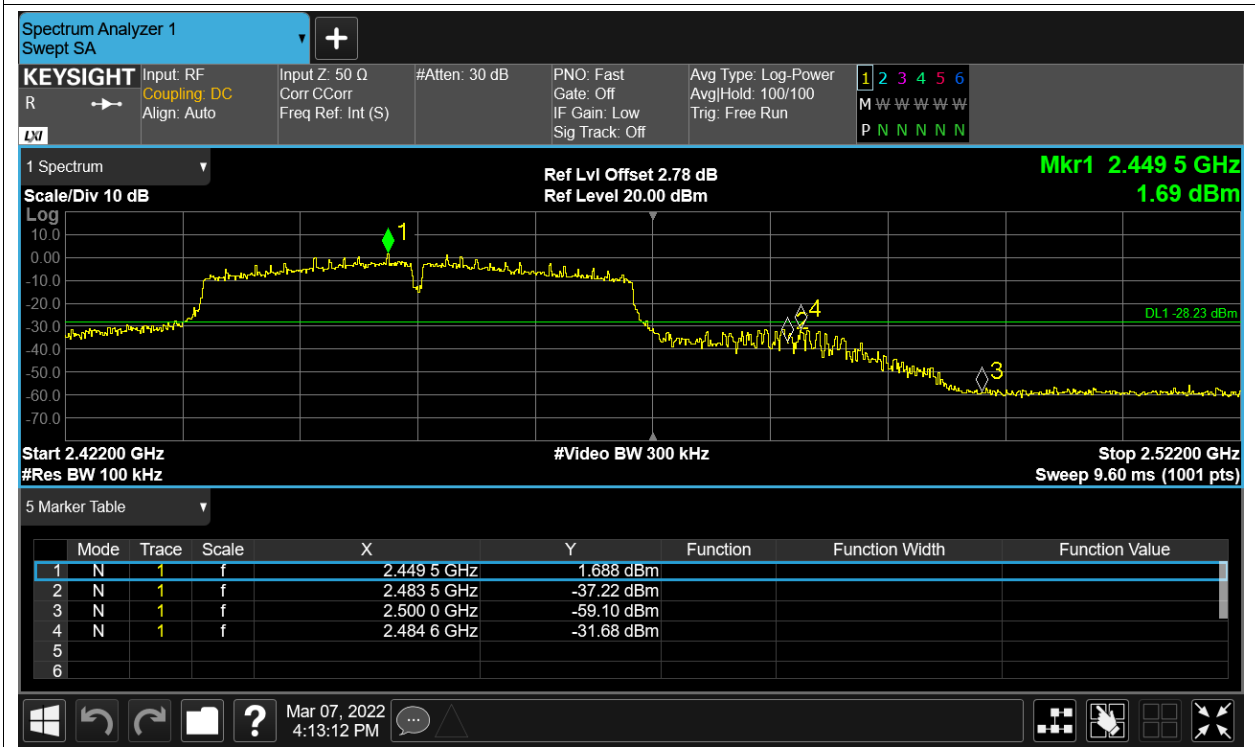 Spectrum Analyzer 1
Swept SA
KEYSIGHT Input: RF Input Z: 50 Ω #Atten: 30 dB PNO: Fast Avg Type: Log-Power 1 2 3 4 5 6
R Coupling: DC Corr CCorr Gate: Off Avg|Hold: 100/100 M W W W W W
Align: Auto Freq Ref: Int (S) IF Gain: Low Trig: Free Run
LXI Sig Track: Off P N N N N N
1 Spectrum Ref Lvl Offset 2.78 dB Mkr1 2.449 5 GHz
Scale/Div 10 dB Ref Level 20.00 dBm 1.69 dBm
Log
10.0
1
0.00
-10.0
-20.0
4
DL1 -28.23 dBm
2
-30.0
-40.0
-50.0
3
-60.0
-70.0
Start 2.42200 GHz #Video BW 300 kHz Stop 2.52200 GHz
#Res BW 100 kHz Sweep 9.60 ms (1001 pts)
5 Marker Table
Mode Trace Scale X Y Function Function Width Function Value
1 N 1 f 2.449 5 GHz 1.688 dBm
2 N 1 f 2.483 5 GHz -37.22 dBm
3 N 1 f 2.500 0 GHz -59.10 dBm
4 N 1 f 2.484 6 GHz -31.68 dBm
5
6
? Mar 07, 2022
4:13:12 PM